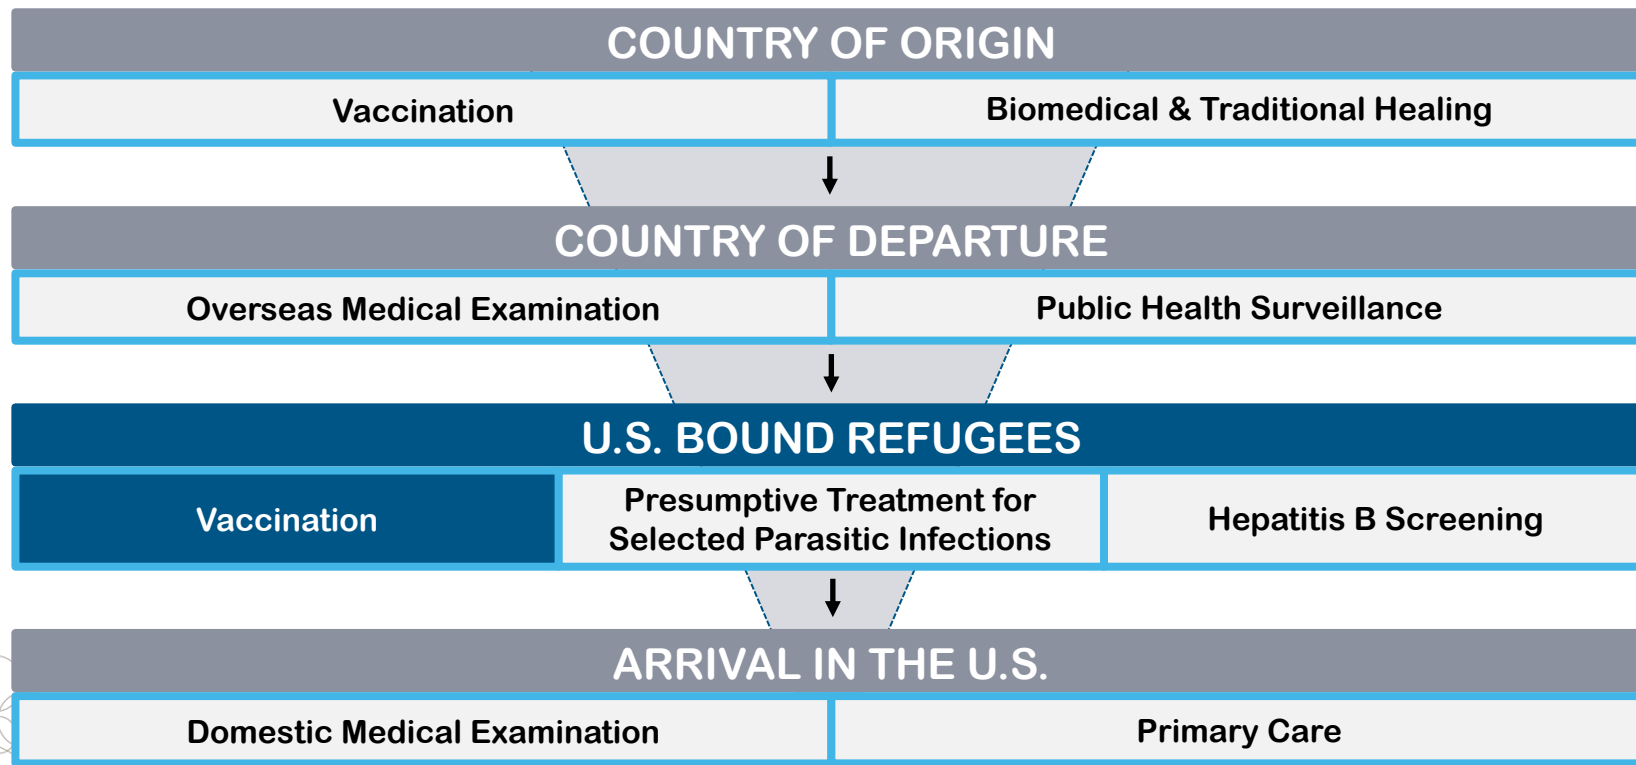 COUNTRY OF ORIGIN
Vaccination
Biomedical & Traditional Healing
COUNTRY OF DEPARTURE
Overseas Medical Examination
Public Health Surveillance
U.S. BOUND REFUGEES
Vaccination
Presumptive Treatment for
Selected Parasitic Infections
Hepatitis B Screening
ARRIVAL IN THE U.S.
Domestic Medical Examination
Primary Care